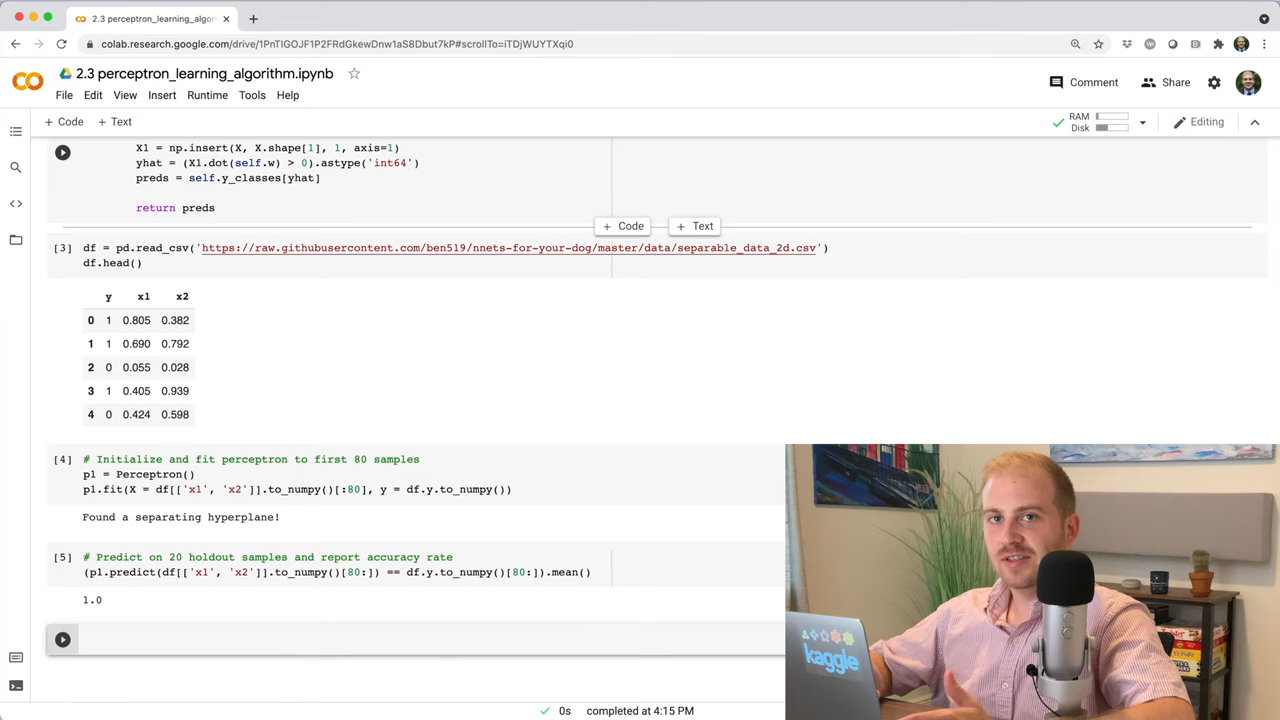 2.3 perceptron_learning_algor
colab.research.google.com/drive/1PnTlGOJF1P2FRdGkewDnw1aS8Dbut7kP#scrollTo=iTDjWUYTXqi0
2.3 perceptron_learning_algorithm.ipynb
Comment
Share
File Edit View Insert Runtime Tools Help
+ Code + Text
RAM
Disk
Editing
X1 = np.insert(X, X.shape[1], 1, axis=1)
yhat = (X1.dot(self.w) > 0).astype('int64')
preds = self.y_classes[yhat]
return preds
+ Code + Text
[3] df = pd.read_csv('https://raw.githubusercontent.com/ben519/nnets-for-your-dog/master/data/separable_data_2d.csv')
df.head()
y x1 x2
0 1 0.805 0.382
1 1 0.690 0.792
2 0 0.055 0.028
3 1 0.405 0.939
4 0 0.424 0.598
[4] # Initialize and fit perceptron to first 80 samples
p1 = Perceptron()
p1.fit(X = df[['x1', 'x2']].to_numpy()[:80], y = df.y.to_numpy())
Found a separating hyperplane!
[5] # Predict on 20 holdout samples and report accuracy rate
(p1.predict(df[['x1', 'x2']].to_numpy()[80:]) == df.y.to_numpy()[80:]).mean()
1.0
kaggle
0s completed at 4:15 PM